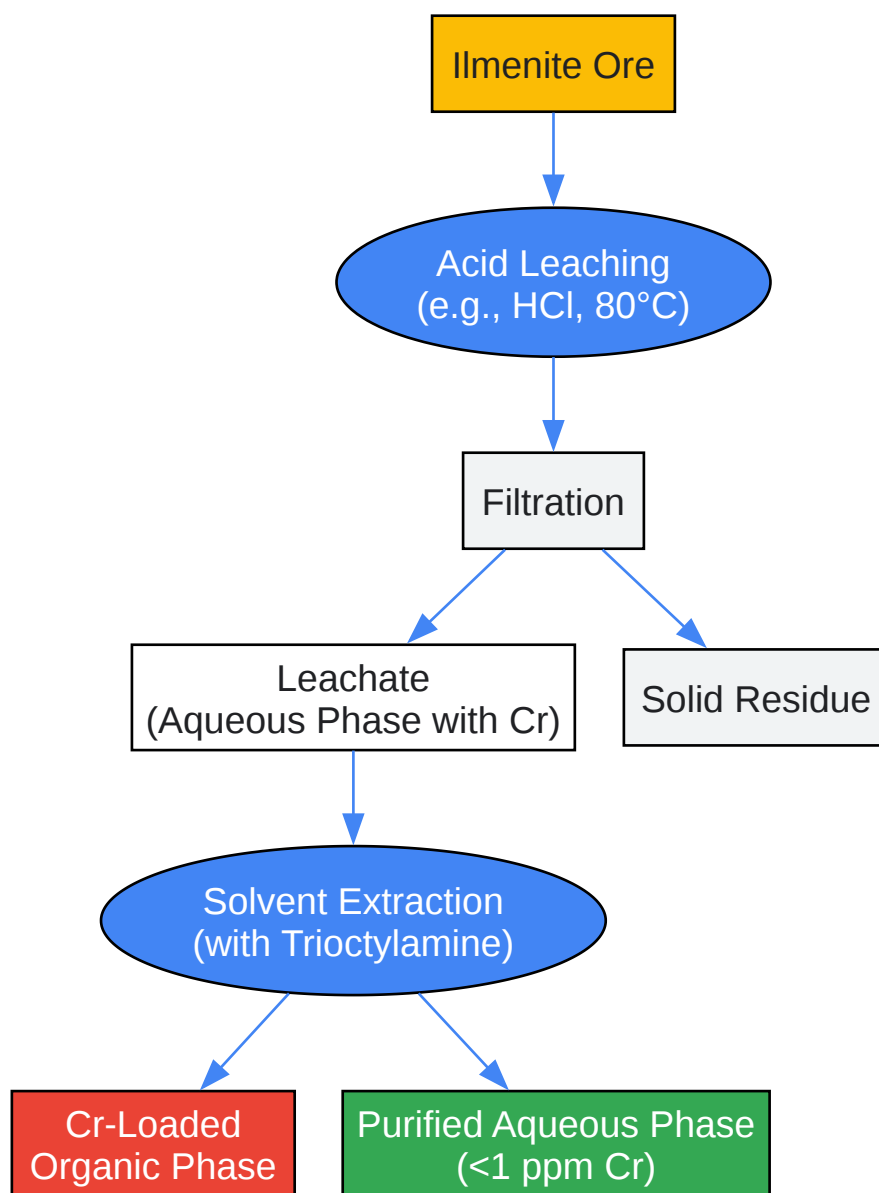 Ilmenite Ore
Acid Leaching
(e.g., HCl, 80°C)
Filtration
Leachate
(Aqueous Phase with Cr)
Solid Residue
Solvent Extraction
(with Trioctylamine)
Cr-Loaded
Organic Phase
Purified Aqueous Phase
(<1 ppm Cr)